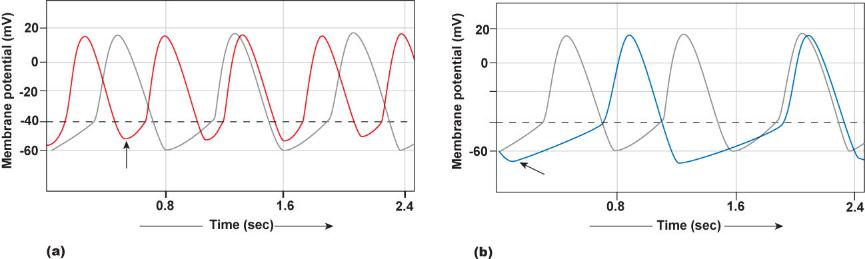 Membrane potential (mV)
20
0
-20
-40
-60
0.8
1.6
2.4
Time (sec)
(a)
Membrane potential (mV)
20
0
-60
0.8
1.6
2.4
Time (sec)
(b)